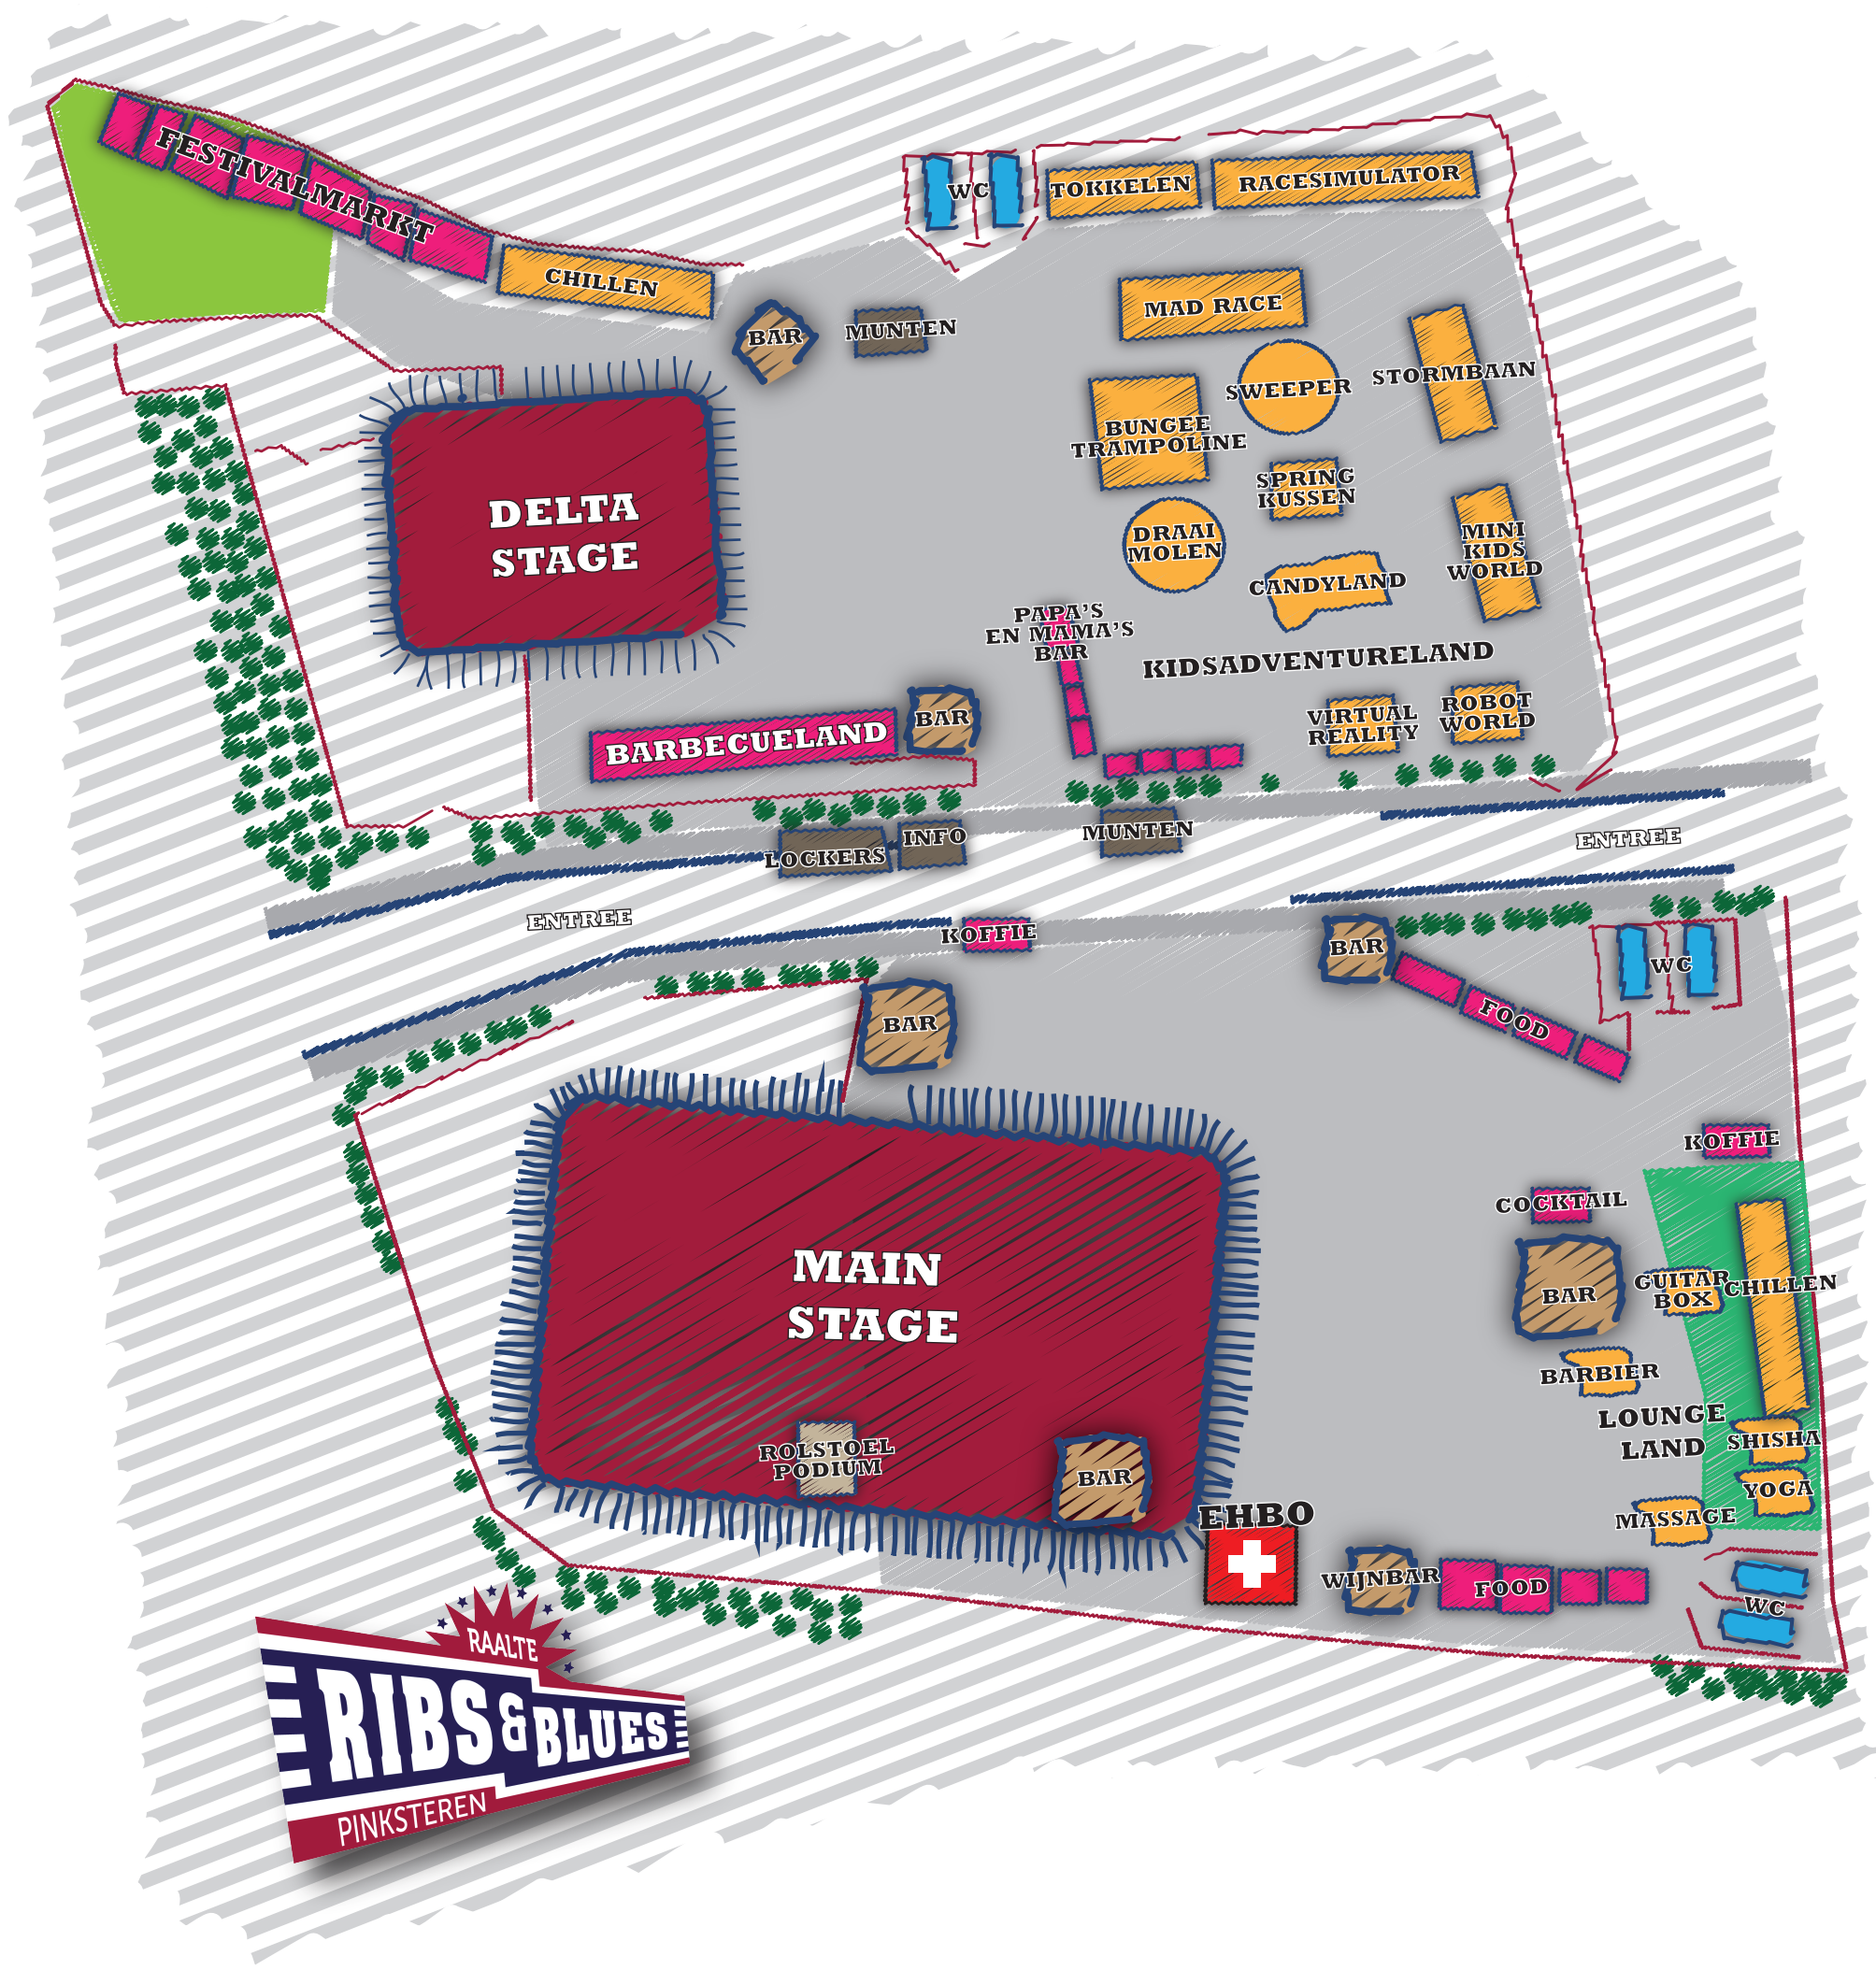 FESTIVALMARKT
CHILLEN
WC
TOKKELEN
RACESIMULATOR
BAR
MUNTEN
MAD RACE
SWEEPER
STORMBAAN
BUNGEE
TRAMPOLINE
SPRING
KUSSEN
DELTA
STAGE
DRAAI
MOLEN
MINI
KIDS
WORLD
CANDYLAND
PAPA'S
EN MAMA'S
BAR
KIDSADVENTURELAND
BARBECUELAND
BAR
VIRTUAL
REALITY
ROBOT
WORLD
LOCKERS
INFO
MUNTEN
ENTREE
ENTREE
KOFFIE
BAR
WC
BAR
FOOD
KOFFIE
COCKTAIL
MAIN
STAGE
BAR
GUITAR
BOX
CHILLEN
BARBIER
LOUNGE
LAND
SHISHA
YOGA
MASSAGE
ROLSTOEL
PODIUM
BAR
EHBO
WIJNBAR
FOOD
WC
RAALTE
RIBS & BLUES
PINKSTEREN